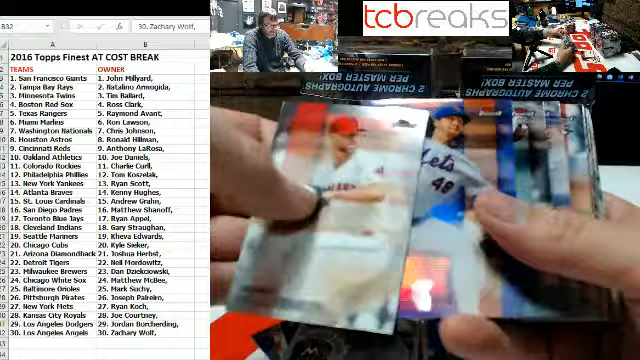 B32
30. Zachary Wolf,
A B
2016 Topps Finest AT COST BREAK
TEAMS OWNER
1. San Francisco Giants 1. John Millyard,
2. Tampa Bay Rays 2. Natalino Armogida,
3. Minnesota Twins 3. Tim Ballard,
4. Boston Red Sox 4. Ross Clark,
5. Texas Rangers 5. Raymond Avant,
6. Miami Marlins 6. Ron Lawson,
7. Washington Nationals 7. Chris Johnson,
8. Houston Astros 8. Ronald Hillman,
9. Cincinnati Reds 9. Anthony LaRosa,
10. Oakland Athletics 10. Joe Daniels,
11. Colorado Rockies 11. Charlie Curll,
12. Philadelphia Phillies 12. Tom Koszelak,
13. New York Yankees 13. Ryan Scott,
14. Atlanta Braves 14. Kenny Hughes,
15. St. Louis Cardinals 15. Andrew Grahn,
16. San Diego Padres 16. Matthew Shanoff,
17. Toronto Blue Jays 17. Ryan Appel,
18. Cleveland Indians 18. Gary Straughan,
19. Seattle Mariners 19. Kheva Edwards,
20. Chicago Cubs 20. Kyle Sieker,
21. Arizona Diamondback 21. Joshua Herbst,
22. Detroit Tigers 22. Neil Mordowitz,
23. Milwaukee Brewers 23. Dan Dziekciowski,
24. Chicago White Sox 24. Matthew McBee,
25. Baltimore Orioles 25. Mark Suchy,
26. Pittsburgh Pirates 26. Joseph Palreiro,
27. New York Mets 27. Ryan Koch,
28. Kansas City Royals 28. Joe Courtney,
29. Los Angeles Dodgers 29. Jordan Borcherding,
30. Los Angeles Angels 30. Zachary Wolf,
tcbreaks
2 CHROME AUTOGRAPHS
PER MASTER BOX!
2 CHROME AUTOGRAPHS
PER MASTER BOX!
Mets
48